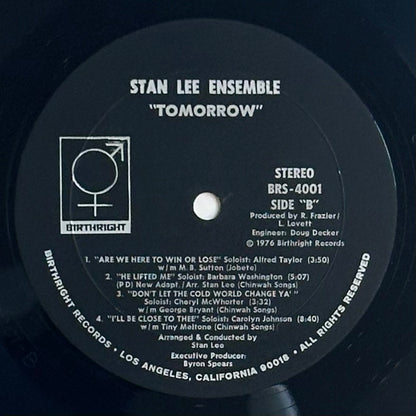 STAN LEE ENSEMBLE
"TOMORROW"
BIRTHRIGHT
STEREO
BRS-4001
SIDE "B"
Produced by R. Frazier/
L. Lovett
Engineer: Doug Decker
© 1976 Birthright Records
1. "ARE WE HERE TO WIN OR LOSE" Soloist: Alfred Taylor (3:50)
w/m M. B. Sutton (Jobete)
2. "HE LIFTED ME" Soloist: Barbara Washington (5:07)
(PD) New Adapt./Arr. Stan Lee (Chinwah Songs)
3. "DON'T LET THE COLD WORLD CHANGE YA'"
Soloist: Cheryl McWhorter (3:32)
w/m George Bryant (Chinwah Songs)
4. "I'LL BE CLOSE TO THEE" Soloist: Carolyn Johnson (8:40)
w/m Tiny Meltone (Chinwah Songs)
Arranged & Conducted by
Stan Lee
Executive Producer:
Byron Spears
BIRTHRIGHT RECORDS • LOS ANGELES, CALIFORNIA 90018 • ALL RIGHTS RESERVED